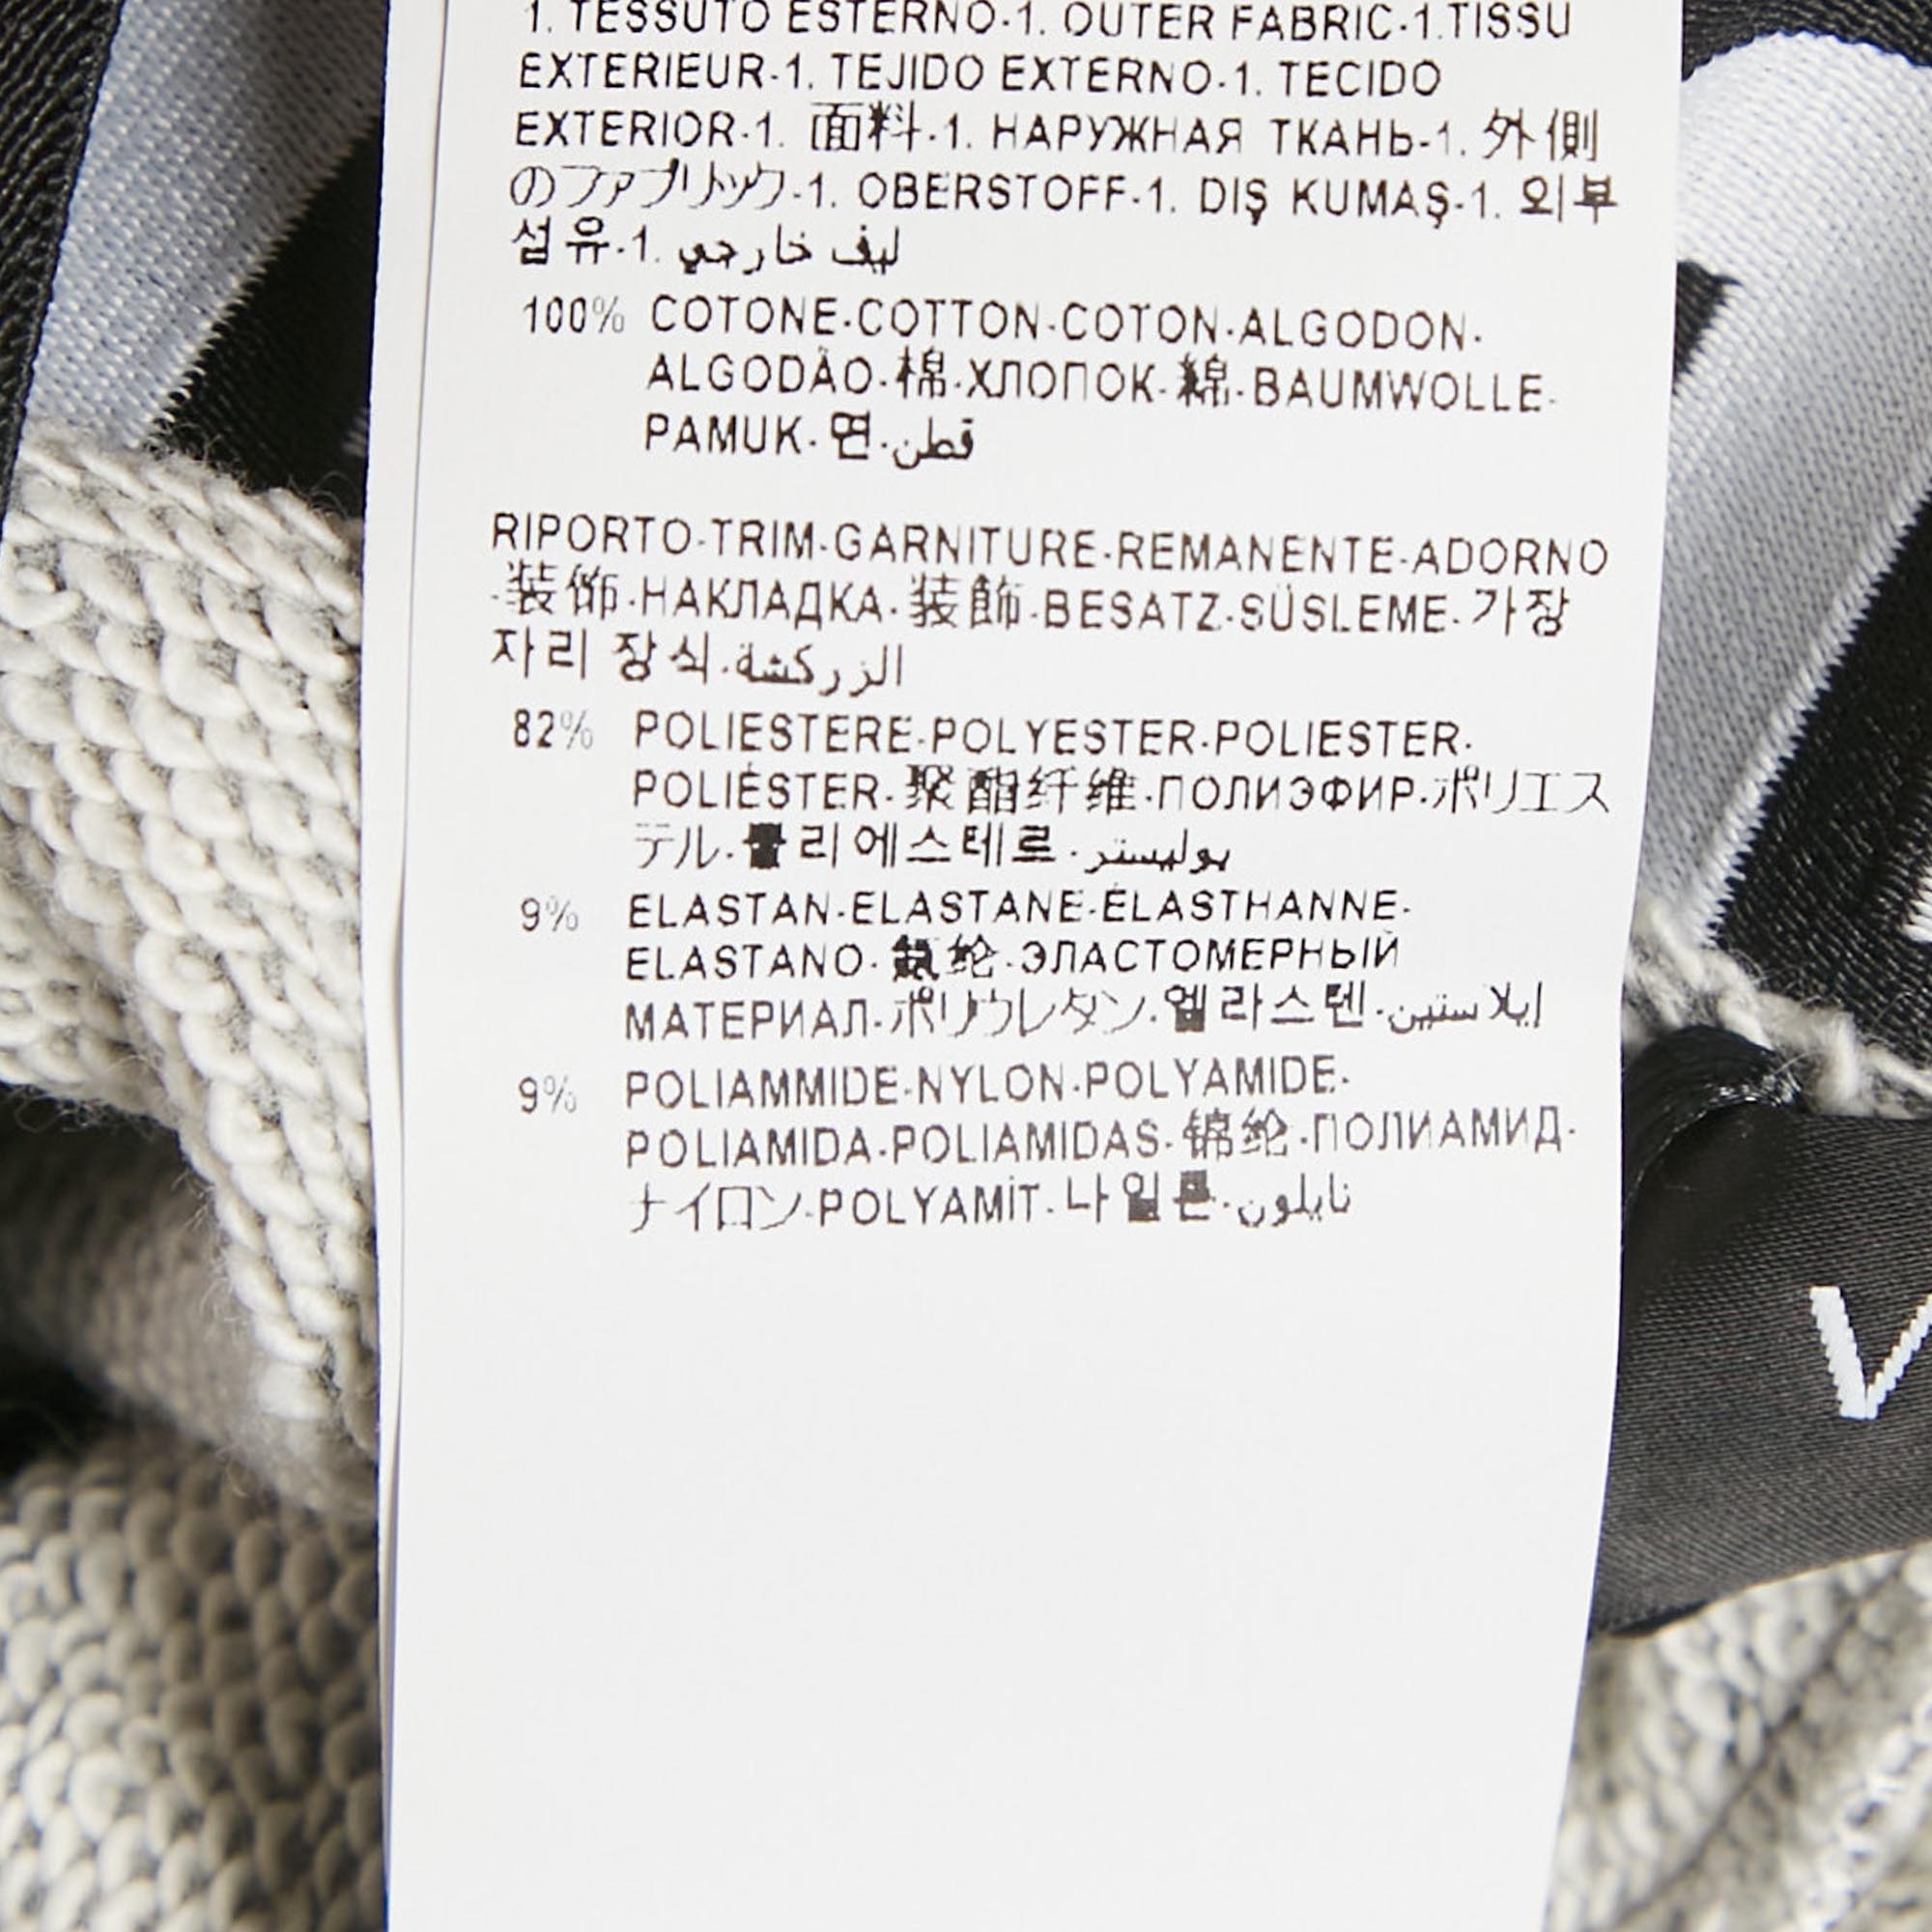 1. TESSUTO ESTERNO-1. OUTER FABRIC-1.TISSU
EXTERIEUR-1. TEJIDO EXTERNO-1. TECIDO
EXTERIOR-1. 面料-1. НАРУЖНАЯ ТКАНЬ-1. 外側
のファブリック-1. OBERSTOFF-1. DIŞ KUMAŞ-1. 외부
섬유-1. ليف خارجي
100% COTONE-COTTON-COTON-ALGODON-
ALGODÃO-棉-ХЛОПОК-綿-BAUMWOLLE-
PAMUK-면-قطن
RIPORTO-TRIM-GARNITURE-REMANENTE-ADORNO
-装饰-НАКЛАДКА-装飾-BESATZ-SÜSLEME-가장
자리 장식-الزركشة
82% POLIESTERE-POLYESTER-POLIESTER-
POLIÉSTER-聚酯纤维-ПОЛИЭФИР-ポリエス
テル-폴리에스테르-بوليستر
9% ELASTAN-ELASTANE-ÉLASTHANNE-
ELASTANO-氨纶-ЭЛАСТОМЕРНЫЙ
МАТЕРИАЛ-ポリウレタン-엘라스텐-إيلاستين
9% POLIAMMIDE-NYLON-POLYAMIDE-
POLIAMIDA-POLIAMIDAS-锦纶-ПОЛИАМИД-
ナイロン-POLYAMİT-나일론-نايلون
V